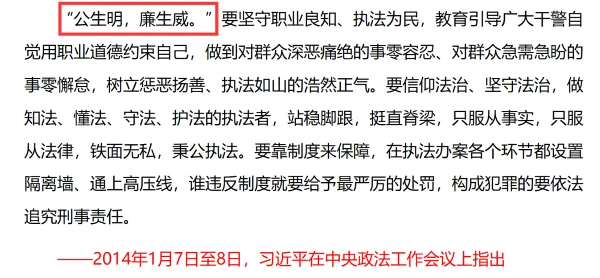 “公生明，廉生威。”要坚守职业良知、执法为民，教育引导广大干警自
觉用职业道德约束自己，做到对群众深恶痛绝的事零容忍、对群众急需急盼的
事零懈怠，树立惩恶扬善、执法如山的浩然正气。要信仰法治、坚守法治，做
知法、懂法、守法、护法的执法者，站稳脚跟，挺直脊梁，只服从事实，只服
从法律，铁面无私，秉公执法。要靠制度来保障，在执法办案各个环节都设置
隔离墙、通上高压线，谁违反制度就要给予最严厉的处罚，构成犯罪的要依法
追究刑事责任。
——2014年1月7日至8日，习近平在中央政法工作会议上指出